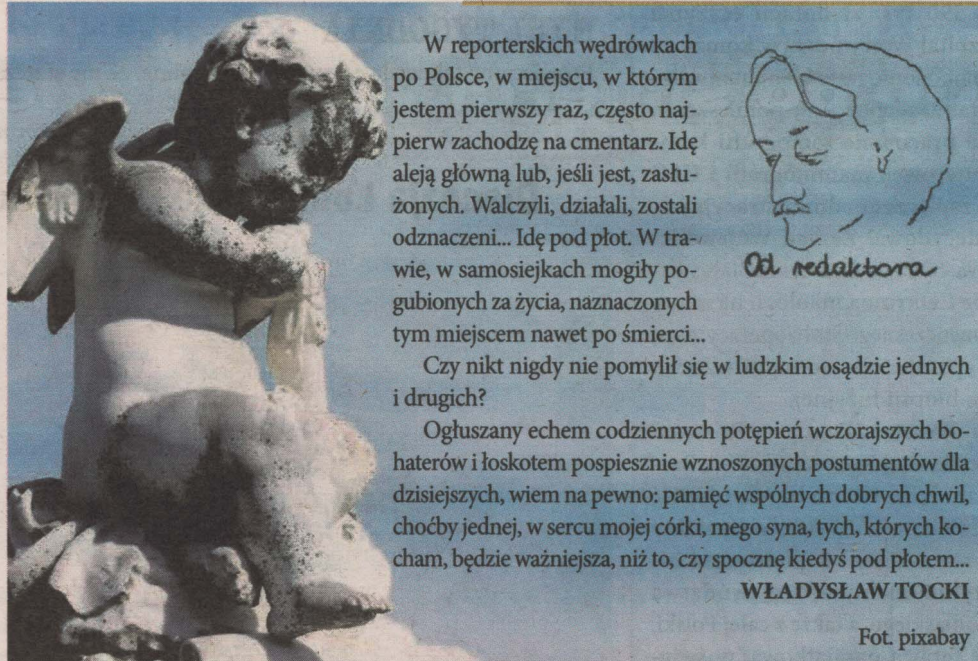 W reporterskich wędrówkach
po Polsce, w miejscu, w którym
jestem pierwszy raz, często naj-
pierw zachodzę na cmentarz. Idę
aleją główną lub, jeśli jest, zasłu-
żonych. Walczyli, działali, zostali
odznaczeni... Idę pod płot. W tra-
wie, w samosiejkach mogiły po-
gubionych za życia, naznaczonych
tym miejscem nawet po śmierci...
Od redaktora
Czy nikt nigdy nie pomylił się w ludzkim osądzie jednych
i drugich?
Ogłuszany echem codziennych potępień wczorajszych bo-
haterów i łoskotem pospiesznie wznoszonych postumentów dla
dzisiejszych, wiem na pewno: pamięć wspólnych dobrych chwil,
choćby jednej, w sercu mojej córki, mego syna, tych, których ko-
cham, będzie ważniejsza, niż to, czy spocznę kiedyś pod płotem...
WŁADYSŁAW TOCKI
Fot. pixabay